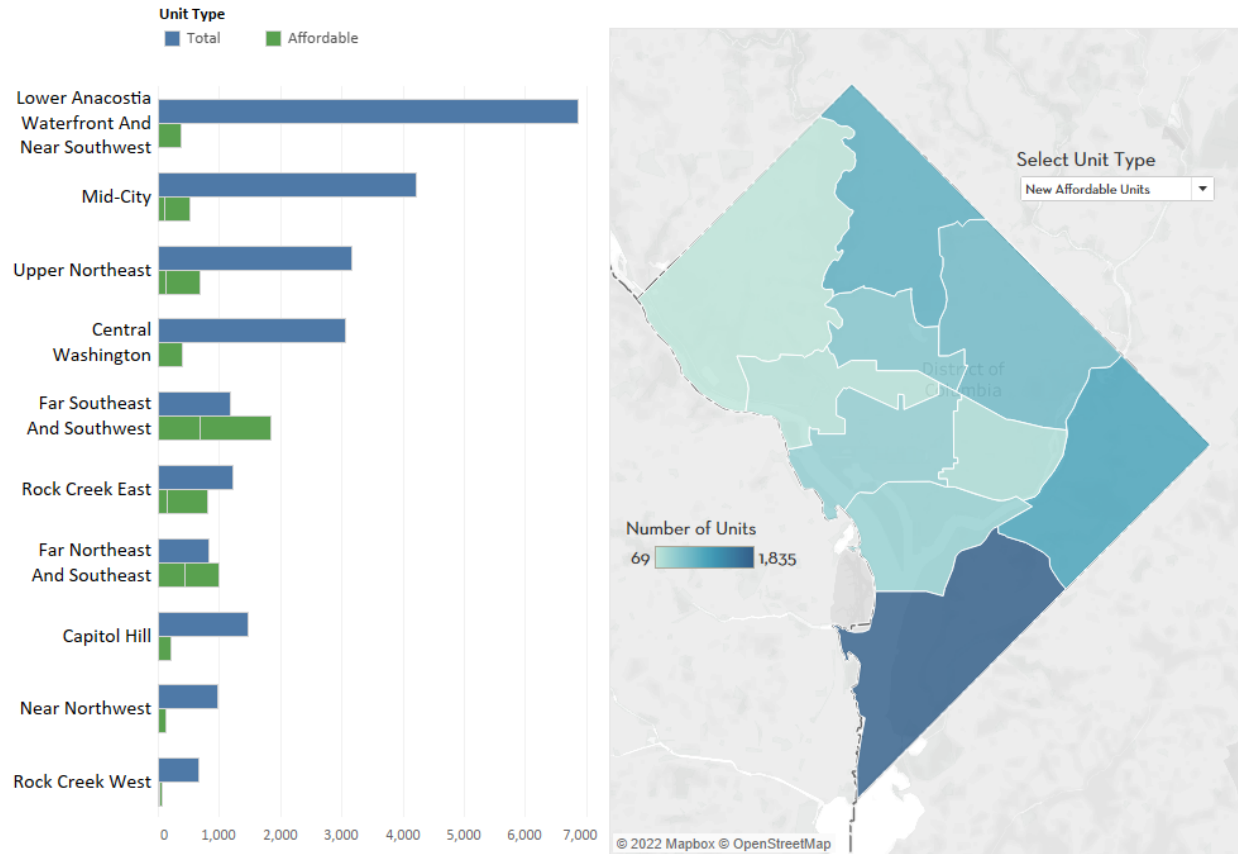 Unit Type
Total
Affordable
Lower Anacostia
Waterfront And
Near Southwest
Mid-City
Upper Northeast
Central
Washington
Far Southeast
And Southwest
Rock Creek East
Far Northeast
And Southeast
Capitol Hill
Near Northwest
Rock Creek West
0
1,000
2,000
3,000
4,000
5,000
6,000
7,000
Select Unit Type
New Affordable Units
District of
Columbia
Number of Units
69
1,835
© 2022 Mapbox © OpenStreetMap